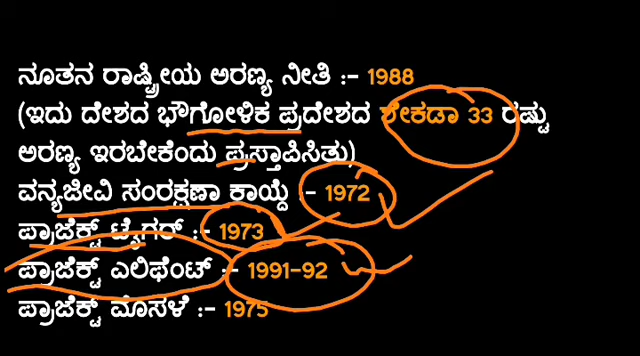 ನೂತನ ರಾಷ್ಟ್ರೀಯ ಅರಣ್ಯ ನೀತಿ :- 1988
(ಇದು ದೇಶದ ಭೌಗೋಳಿಕ ಪ್ರದೇಶದ ಶೇಕಡಾ 33 ರಷ್ಟು
ಅರಣ್ಯ ಇರಬೇಕೆಂದು ಪ್ರಸ್ತಾಪಿಸಿತು)
ವನ್ಯಜೀವಿ ಸಂರಕ್ಷಣಾ ಕಾಯ್ದೆ :- 1972
ಪ್ರಾಜೆಕ್ಟ್ ಟೈಗರ್ :- 1973
ಪ್ರಾಜೆಕ್ಟ್ ಎಲಿಫೆಂಟ್ :- 1991-92
ಪ್ರಾಜೆಕ್ಟ್ ಮೊಸಳೆ :- 1975